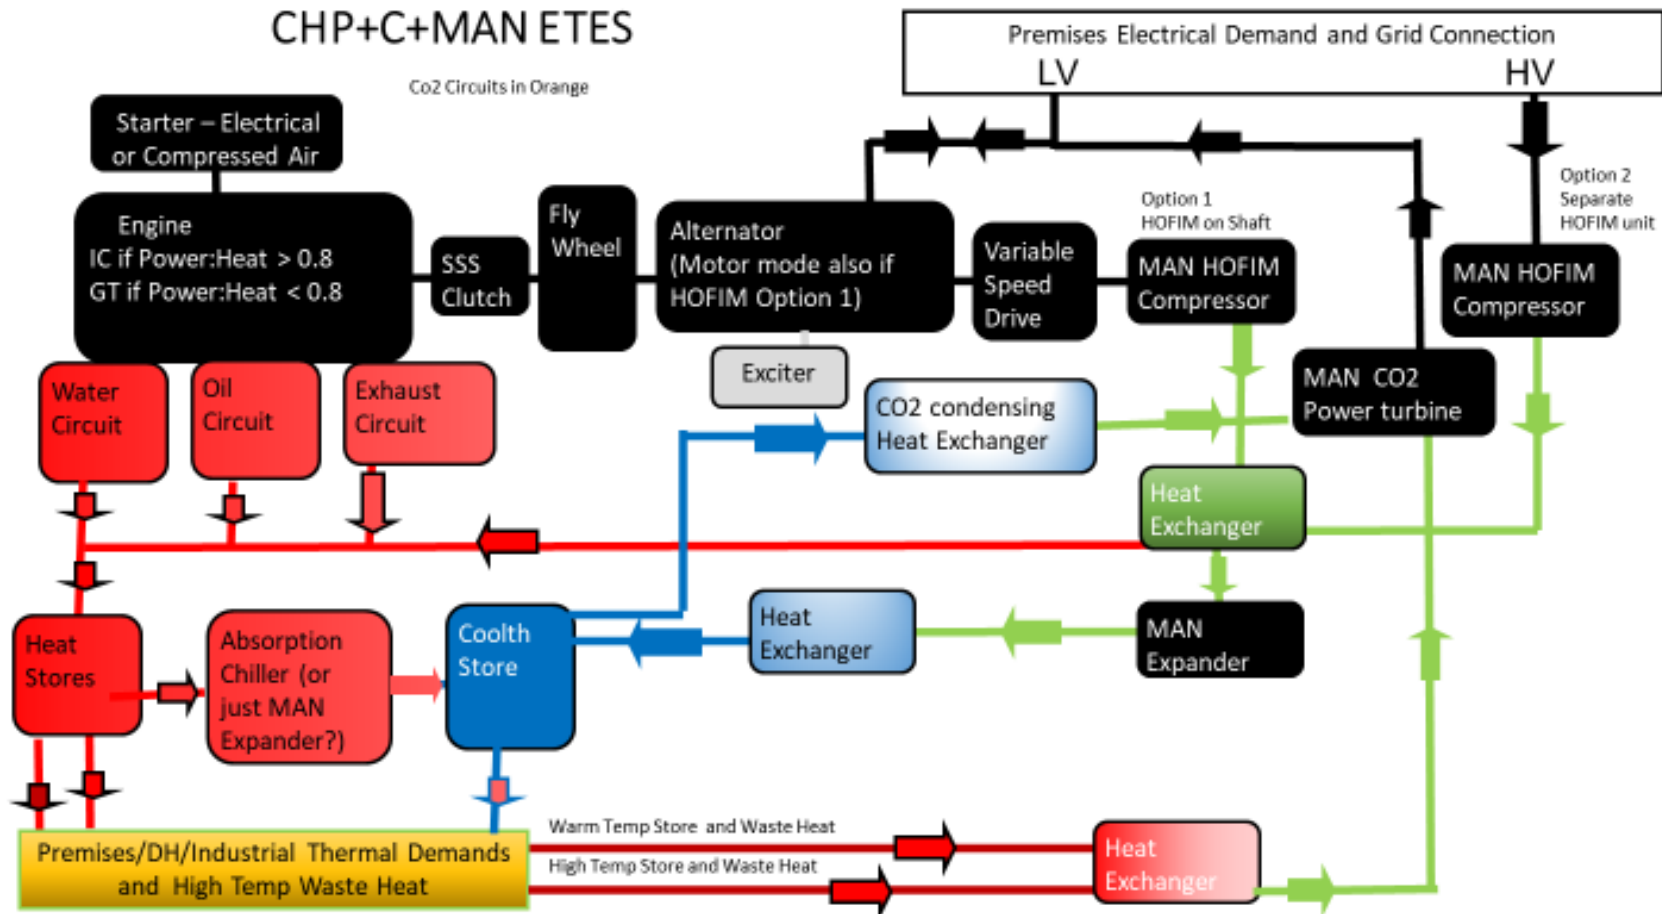 CHP+C+MAN ETES
Co2 Circuits in Orange
Premises Electrical Demand and Grid Connection
LV
HV
Starter – Electrical
or Compressed Air
Engine
IC if Power:Heat > 0.8
GT if Power:Heat < 0.8
SSS
Clutch
Fly
Wheel
Alternator
(Motor mode also if
HOFIM Option 1)
Variable
Speed
Drive
Option 1
HOFIM on Shaft
MAN HOFIM
Compressor
Option 2
Separate
HOFIM unit
MAN HOFIM
Compressor
Exciter
Water
Circuit
Oil
Circuit
Exhaust
Circuit
CO2 condensing
Heat Exchanger
MAN CO2
Power turbine
Heat
Exchanger
Heat
Stores
Absorption
Chiller (or
just MAN
Expander?)
Coolth
Store
Heat
Exchanger
MAN
Expander
Premises/DH/Industrial Thermal Demands
and High Temp Waste Heat
Warm Temp Store and Waste Heat
High Temp Store and Waste Heat
Heat
Exchanger